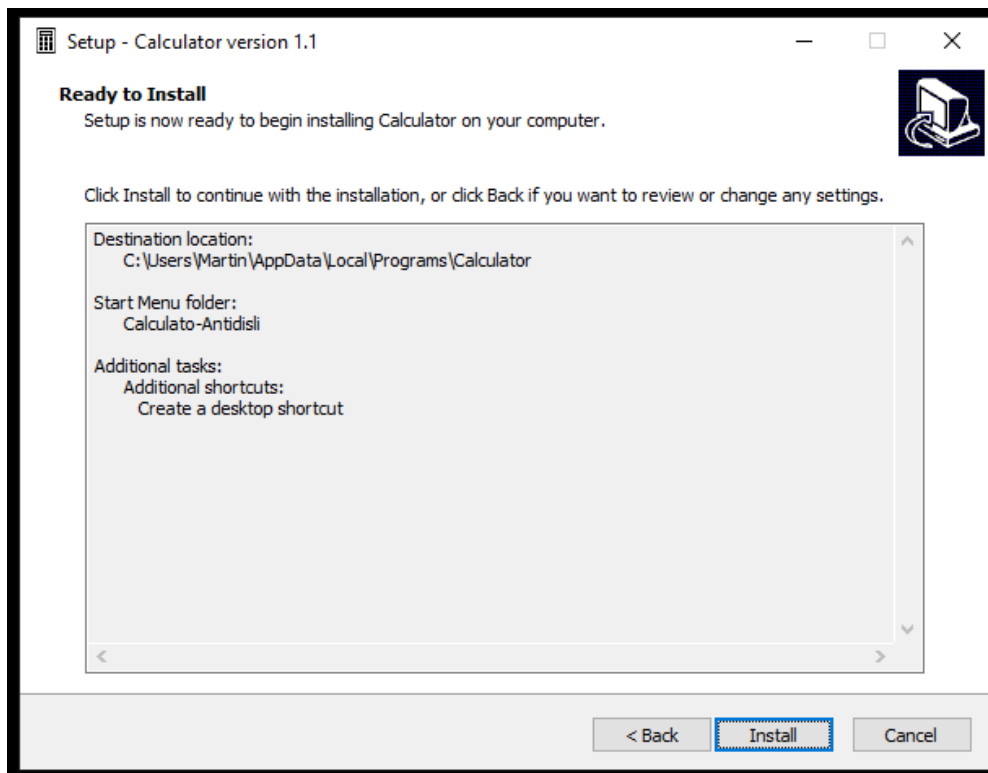 Setup - Calculator version 1.1
Ready to Install
Setup is now ready to begin installing Calculator on your computer.
Click Install to continue with the installation, or click Back if you want to review or change any settings.
Destination location:
C:\Users\Martin\AppData\Local\Programs\Calculator
Start Menu folder:
Calculato-Antidisli
Additional tasks:
Additional shortcuts:
Create a desktop shortcut
< Back Install Cancel